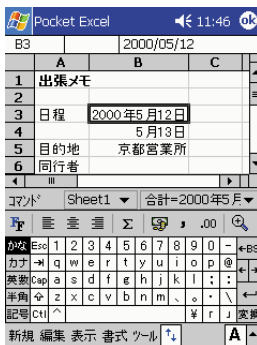 Pocket Excel 11:46 ok
B3 2000/05/12
A B C
1 出張メモ
2
3 日程 2000年5月12日
4 5月13日
5 目的地 京都営業所
6 同行者
コマンド Sheet1 合計=2000年5月
Σ , .00
かな Esc 1 2 3 4 5 6 7 8 9 0 - ←BS
カナ q w e r t y u i o p @
英数 Cap a s d f g h j k l ; :
半角 z x c v b n m 、 。 ・ \
記号 Ctl ^ ¥ 「 」 変換
新規 編集 表示 書式 ツール A